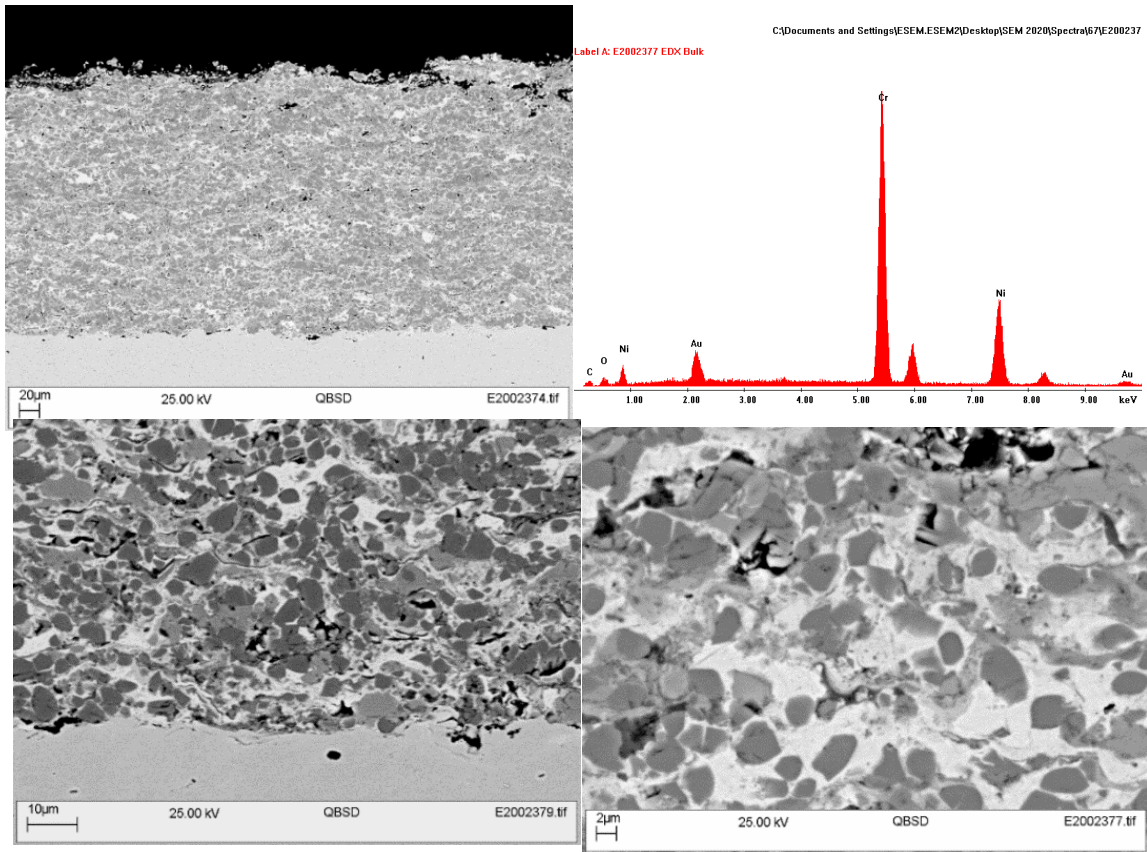 C:\Documents and Settings\ESEM.ESEM2\Desktop\SEM 2020\Spectra\67\E200237
Label A: E2002377 EDX Bulk
Cr
Ni
Au
Ni
O
C
Au
1.00 2.00 3.00 4.00 5.00 6.00 7.00 8.00 9.00 keV
20µm 25.00 kV QBSD E2002374.tif
10µm 25.00 kV QBSD E2002379.tif
2µm 25.00 kV QBSD E2002377.tif